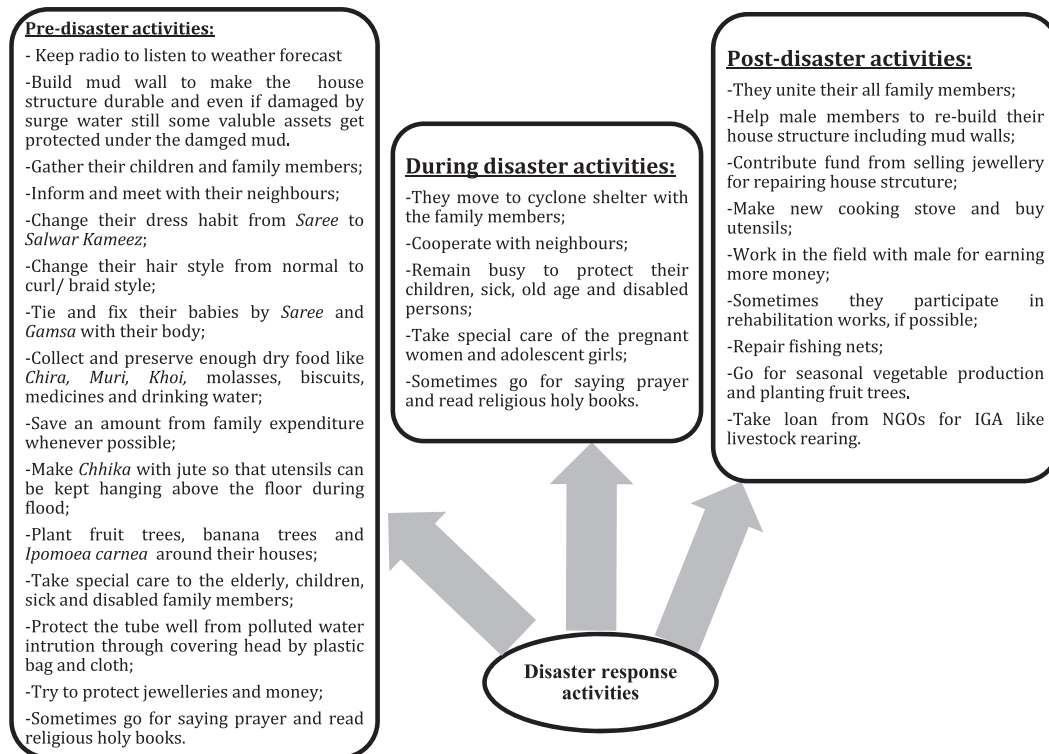 Pre-disaster activities:
- Keep radio to listen to weather forecast
-Build mud wall to make the house
structure durable and even if damaged by
surge water still some valuble assets get
protected under the damged mud.
-Gather their children and family members;
-Inform and meet with their neighbours;
-Change their dress habit from Saree to
Salwar Kameez;
-Change their hair style from normal to
curl/ braid style;
-Tie and fix their babies by Saree and
Gamsa with their body;
-Collect and preserve enough dry food like
Chira, Muri, Khoi, molasses, biscuits,
medicines and drinking water;
-Save an amount from family expenditure
whenever possible;
-Make Chhika with jute so that utensils can
be kept hanging above the floor during
flood;
-Plant fruit trees, banana trees and
Ipomoea carnea around their houses;
-Take special care to the elderly, children,
sick and disabled family members;
-Protect the tube well from polluted water
intrution through covering head by plastic
bag and cloth;
-Try to protect jewelleries and money;
-Sometimes go for saying prayer and read
religious holy books.
During disaster activities:
-They move to cyclone shelter with
the family members;
-Cooperate with neighbours;
-Remain busy to protect their
children, sick, old age and disabled
persons;
-Take special care of the pregnant
women and adolescent girls;
-Sometimes go for saying prayer
and read religious holy books.
Post-disaster activities:
-They unite their all family members;
-Help male members to re-build their
house structure including mud walls;
-Contribute fund from selling jewellery
for repairing house strcuture;
-Make new cooking stove and buy
utensils;
-Work in the field with male for earning
more money;
-Sometimes they participate in
rehabilitation works, if possible;
-Repair fishing nets;
-Go for seasonal vegetable production
and planting fruit trees.
-Take loan from NGOs for IGA like
livestock rearing.
Disaster response
activities